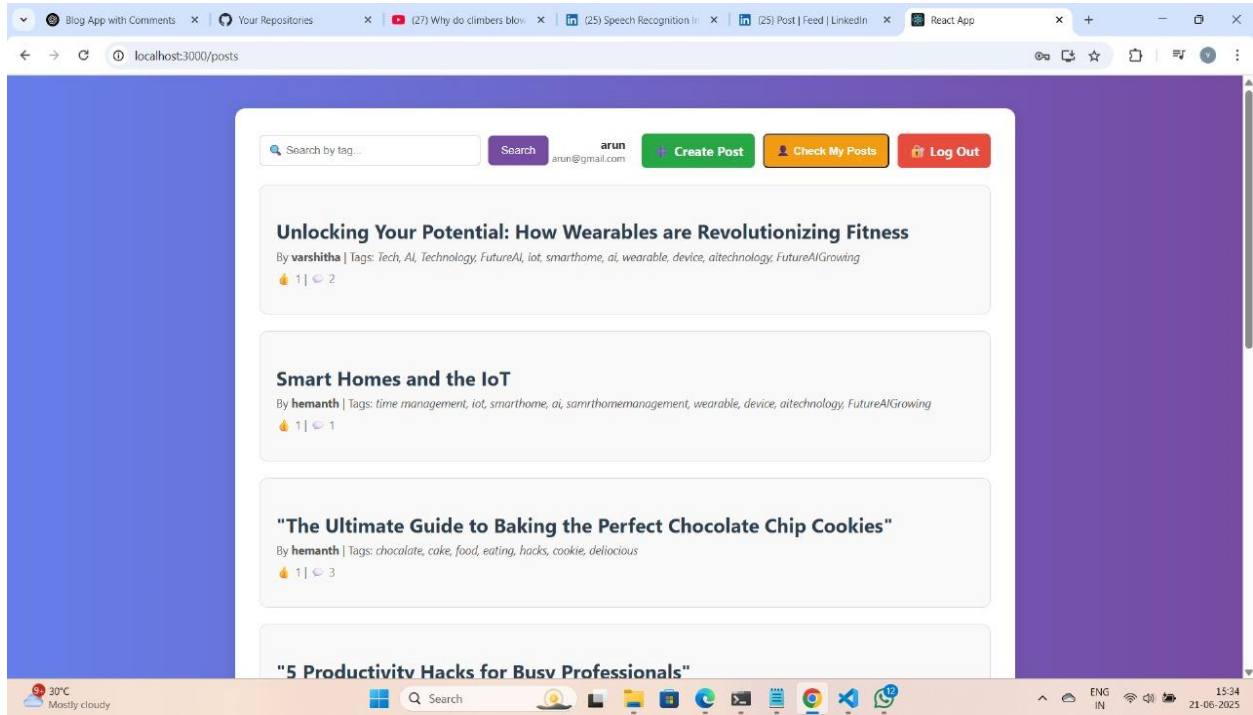 Blog App with Comments
Your Repositories
(27) Why do climbers blow
(25) Speech Recognition In
(25) Post | Feed | LinkedIn
React App
localhost:3000/posts
Search by tag...
Search
arun
arun@gmail.com
Create Post
Check My Posts
Log Out
Unlocking Your Potential: How Wearables are Revolutionizing Fitness
By varshitha | Tags: Tech, AI, Technology, FutureAI, iot, smarthome, ai, wearable, device, aitechnology, FutureAIGrowing
1 | 2
Smart Homes and the IoT
By hemanth | Tags: time management, iot, smarthome, ai, samrthomemanagement, wearable, device, aitechnology, FutureAIGrowing
1 | 1
"The Ultimate Guide to Baking the Perfect Chocolate Chip Cookies"
By hemanth | Tags: chocalate, cake, food, eating, hacks, cookie, deliocious
1 | 3
"5 Productivity Hacks for Busy Professionals"
30°C
Mostly cloudy
Search
12
ENG
IN
15:34
21-06-2025